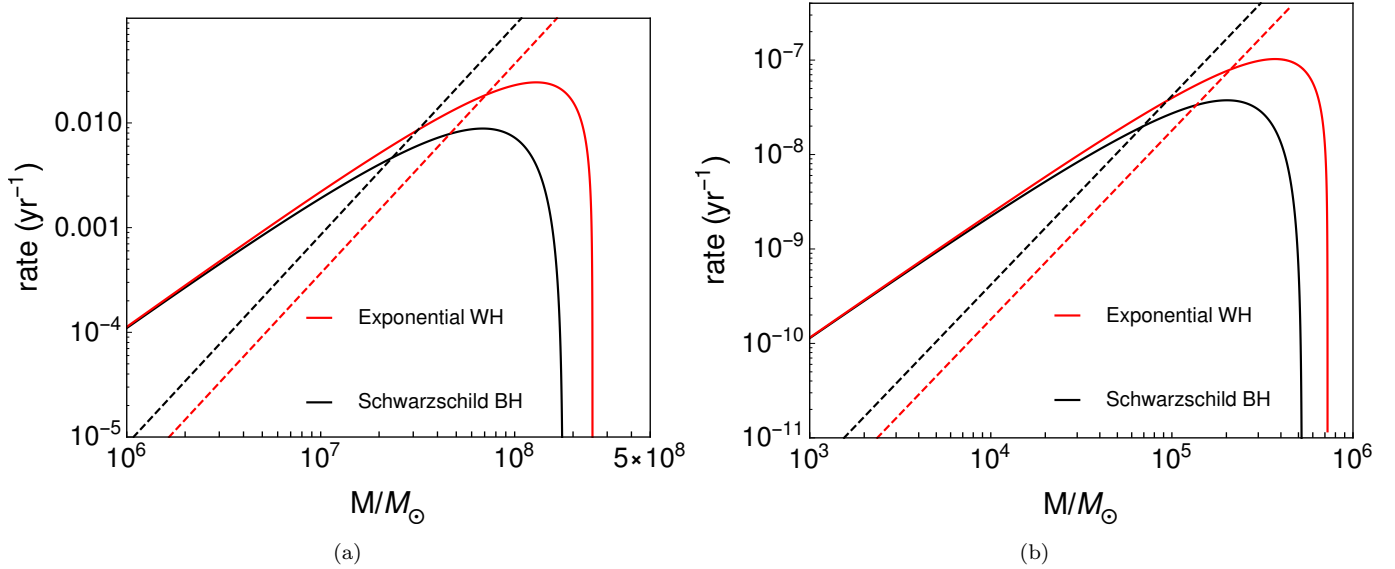 rate (yr⁻¹)
0.010
0.001
10⁻⁴
10⁻⁵
Exponential WH
Schwarzschild BH
10⁶
10⁷
10⁸
5×10⁸
M/M⊙
(a)
rate (yr⁻¹)
10⁻⁷
10⁻⁸
10⁻⁹
10⁻¹⁰
10⁻¹¹
Exponential WH
Schwarzschild BH
10³
10⁴
10⁵
10⁶
M/M⊙
(b)